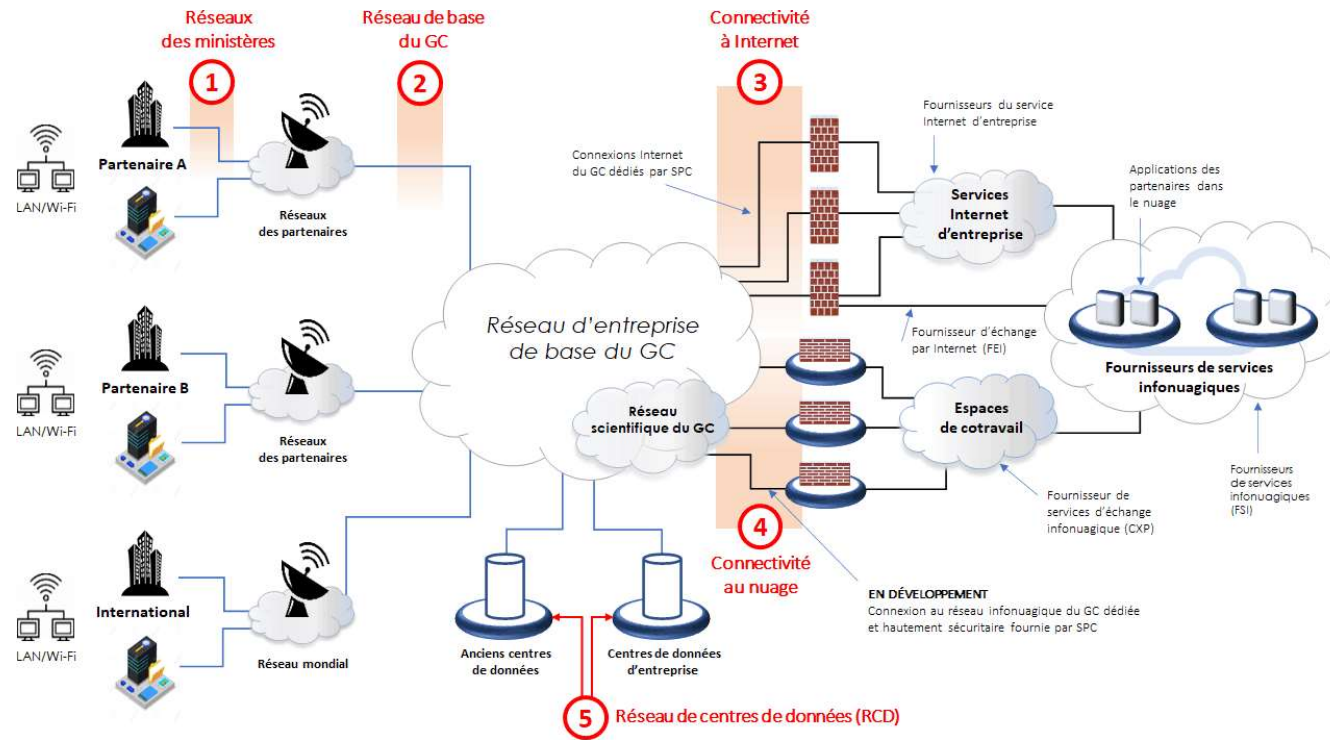 Réseaux
des ministères
1
Réseau de base
du GC
2
Connectivité
à Internet
3
Partenaire A
LAN/Wi-Fi
Réseaux
des partenaires
Connexions Internet
du GC dédiés par SPC
Fournisseurs du service
Internet d'entreprise
Services
Internet
d'entreprise
Applications des
partenaires dans
le nuage
Partenaire B
LAN/Wi-Fi
Réseaux
des partenaires
Réseau d'entreprise
de base du GC
Réseau
scientifique du GC
Fournisseur d'échange
par Internet (FEI)
Fournisseurs de services
infonuagiques
Espaces
de cotravail
Fournisseurs
de services
infonuagiques
(FSI)
Fournisseur de
services d'échange
infonuagique (CXP)
4
Connectivité
au nuage
International
LAN/Wi-Fi
Réseau mondial
EN DÉVELOPPEMENT
Connexion au réseau infonuagique du GC dédiée
et hautement sécuritaire fournie par SPC
Anciens centres
de données
Centres de données
d'entreprise
5
Réseau de centres de données (RCD)